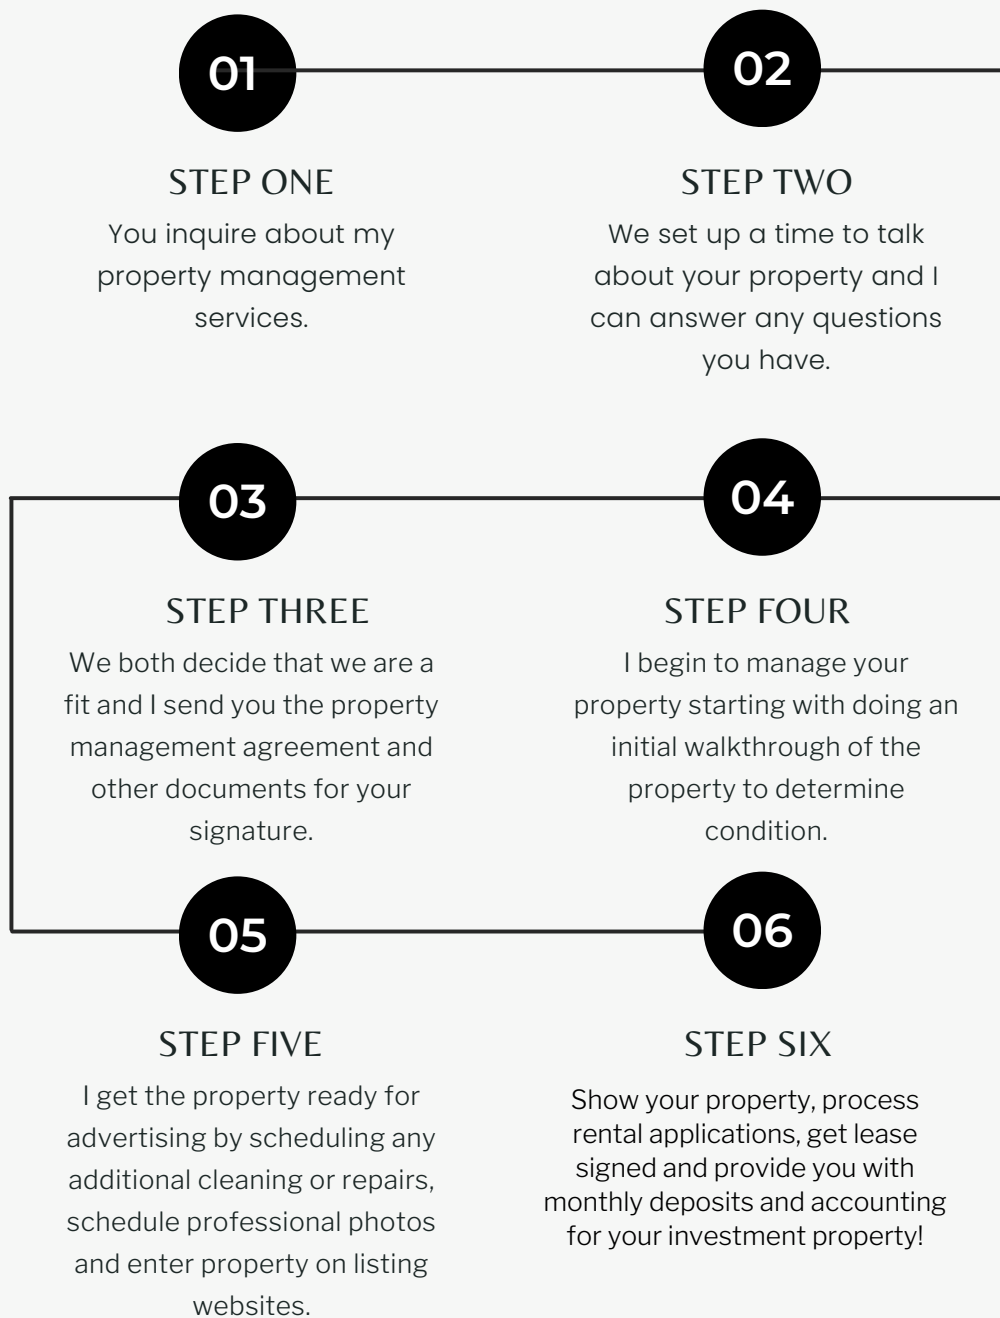 01
STEP ONE
You inquire about my
property management
services.
02
STEP TWO
We set up a time to talk
about your property and I
can answer any questions
you have.
03
STEP THREE
We both decide that we are a
fit and I send you the property
management agreement and
other documents for your
signature.
04
STEP FOUR
I begin to manage your
property starting with doing an
initial walkthrough of the
property to determine
condition.
05
STEP FIVE
I get the property ready for
advertising by scheduling any
additional cleaning or repairs,
schedule professional photos
and enter property on listing
websites.
06
STEP SIX
Show your property, process
rental applications, get lease
signed and provide you with
monthly deposits and accounting
for your investment property!